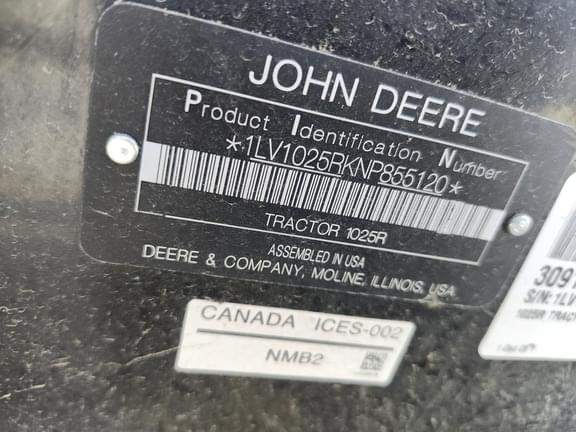 JOHN DEERE
Product Identification Number
*1LV1025RKNP855120*
TRACTOR 1025R
ASSEMBLED IN USA
DEERE & COMPANY, MOLINE, ILLINOIS, USA
CANADA ICES-002
NMB2
309
S/N:1LV
1025R TRAC